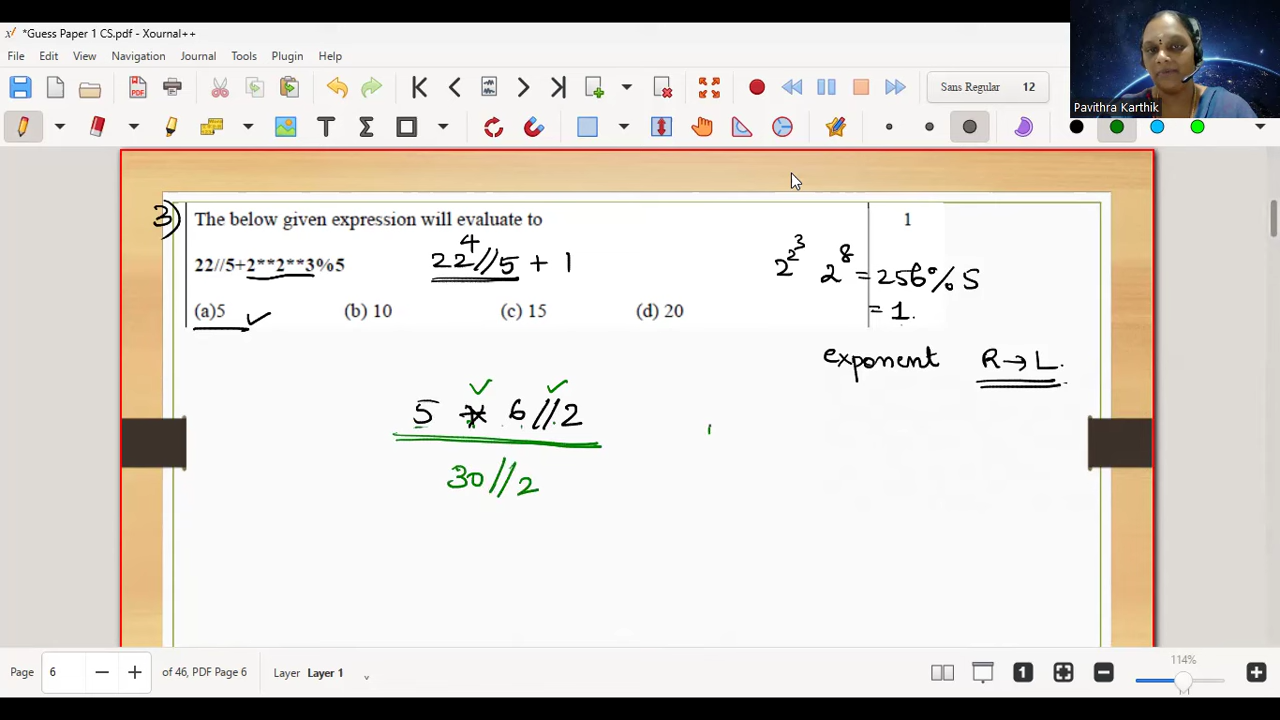 *Guess Paper 1 CS.pdf - Xournal++
File Edit View Navigation Journal Tools Plugin Help
Sans Regular 12
Pavithra Karthik
3) The below given expression will evaluate to 1
22//5+2**2**3%5
4
22//5 + 1
2^2^3 2^8 = 256 % 5
= 1.
(a)5 (b) 10 (c) 15 (d) 20
exponent R → L.
5 * 6//2
30//2
Page 6 of 46, PDF Page 6 Layer Layer 1 1 114%